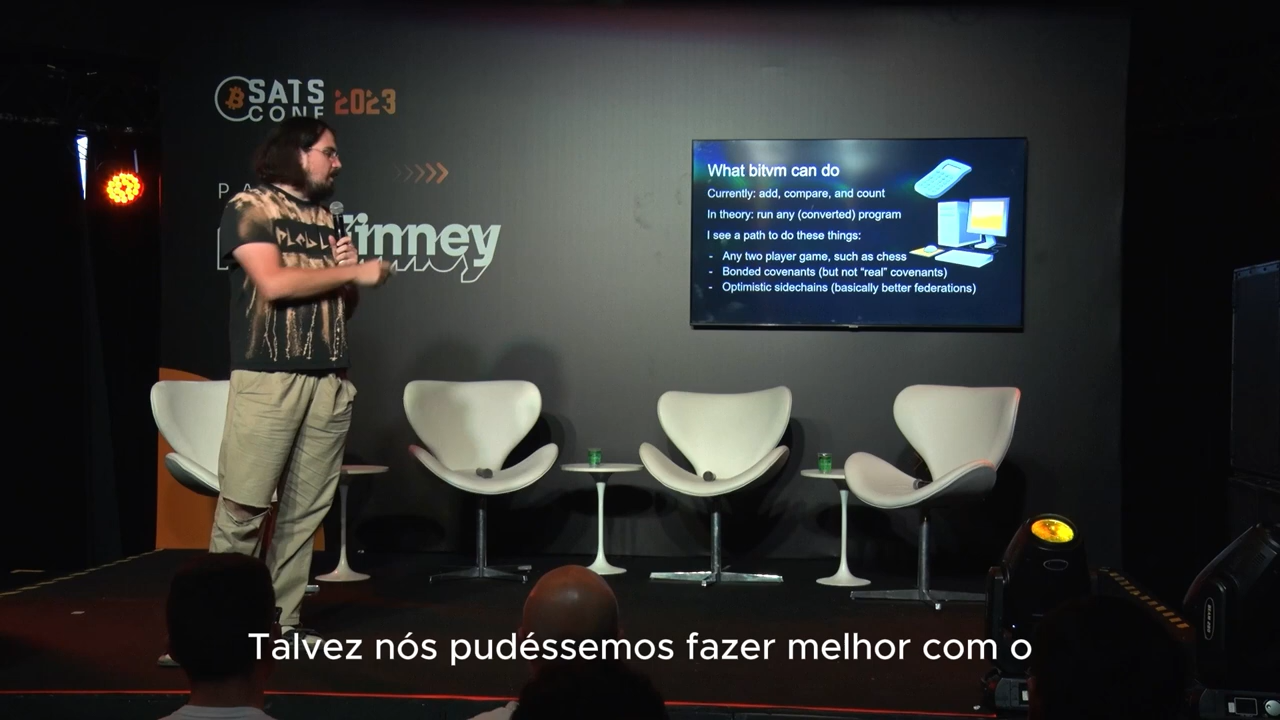 SATS
CONF
2023
inney
What bitvm can do
Currently: add, compare, and count
In theory: run any (converted) program
I see a path to do these things:
- Any two player game, such as chess
- Bonded covenants (but not “real” covenants)
- Optimistic sidechains (basically better federations)
Talvez nós pudéssemos fazer melhor com o